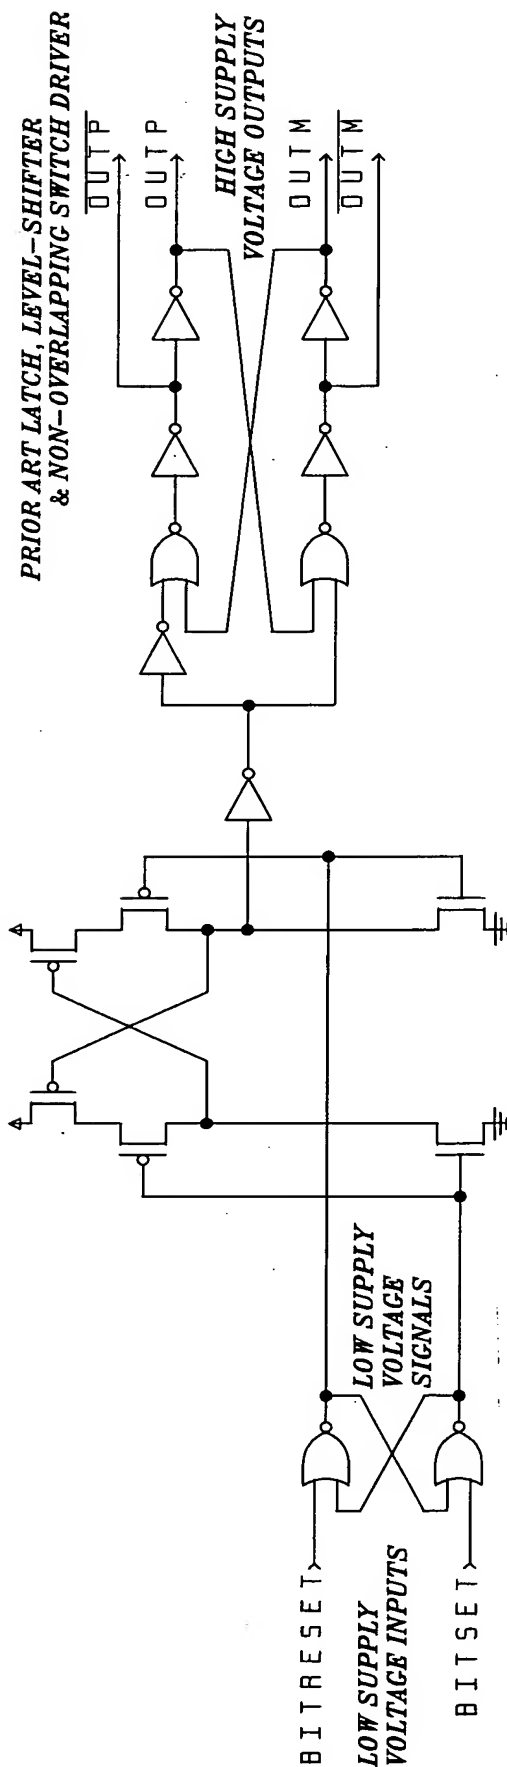 PRIOR ART LATCH, LEVEL-SHIFTER
& NON-OVERLAPPING SWITCH DRIVER
OUTP
OUTP
HIGH SUPPLY
VOLTAGE OUTPUTS
OUTM
OUTM
BITRESET
LOW SUPPLY
VOLTAGE INPUTS
BITSET
LOW SUPPLY
VOLTAGE
SIGNALS